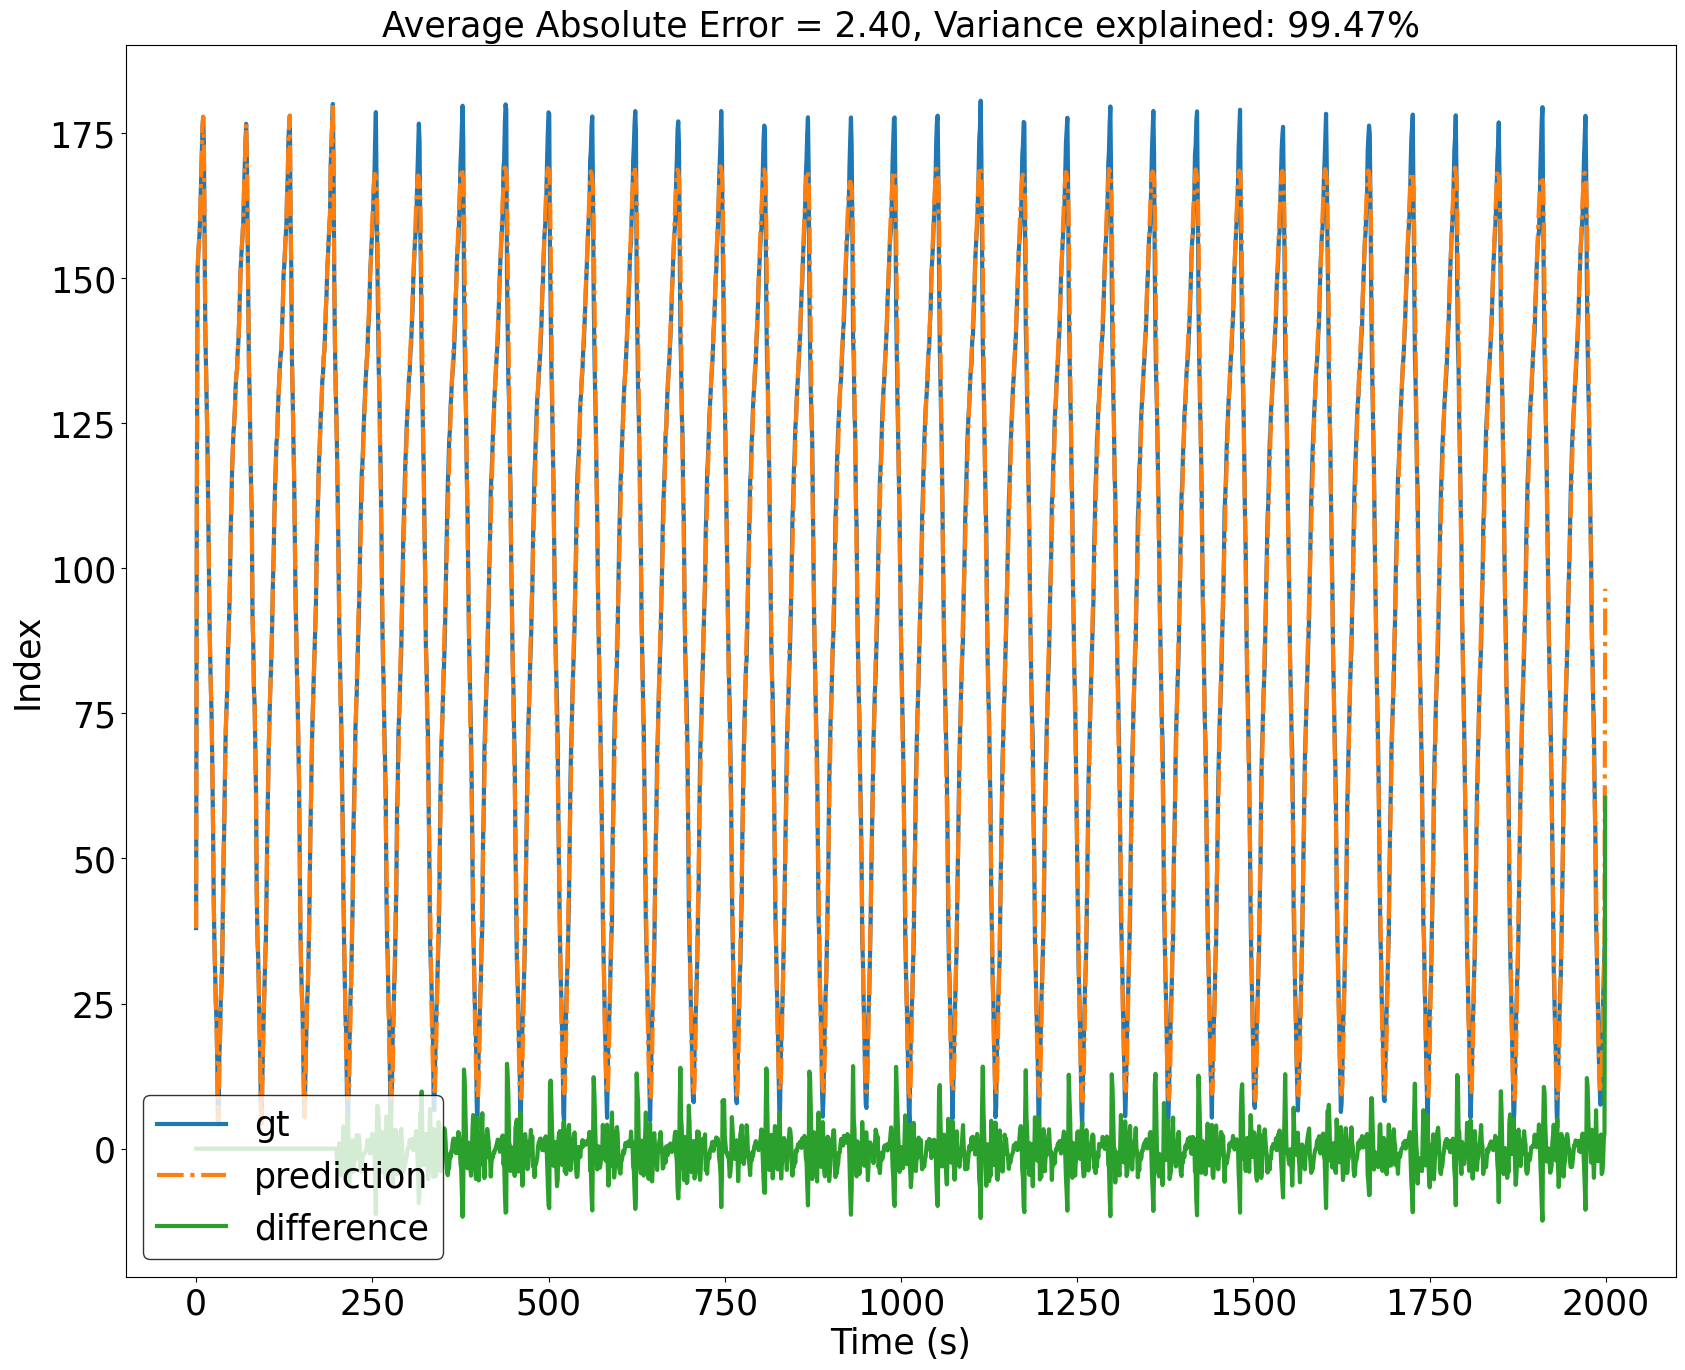 Average Absolute Error = 2.40, Variance explained: 99.47%
175
150
125
100
75
50
25
0
Index
gt
prediction
difference
0 250 500 750 1000 1250 1500 1750 2000
Time (s)